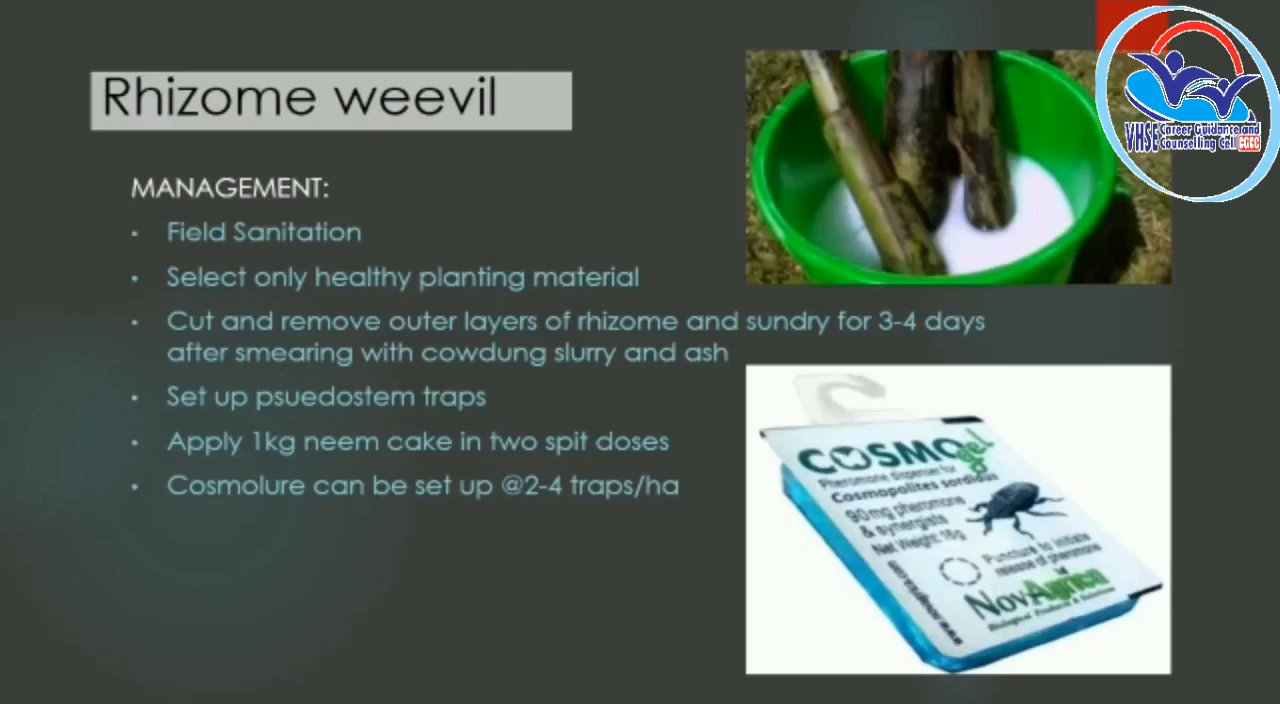 Rhizome weevil
MANAGEMENT:
• Field Sanitation
• Select only healthy planting material
• Cut and remove outer layers of rhizome and sundry for 3-4 days
after smearing with cowdung slurry and ash
• Set up psuedostem traps
• Apply 1kg neem cake in two spit doses
• Cosmolure can be set up @2-4 traps/ha
VHSE Career Guidance and
Counselling Cell CGCC
COSMOgel
Pheromone dispenser for
Cosmopolites sordidus
90mg pheromone
& synergists
Net Weight: 16g
Puncture to initiate
release of pheromone
NovAgrica
Biological Products & Solutions